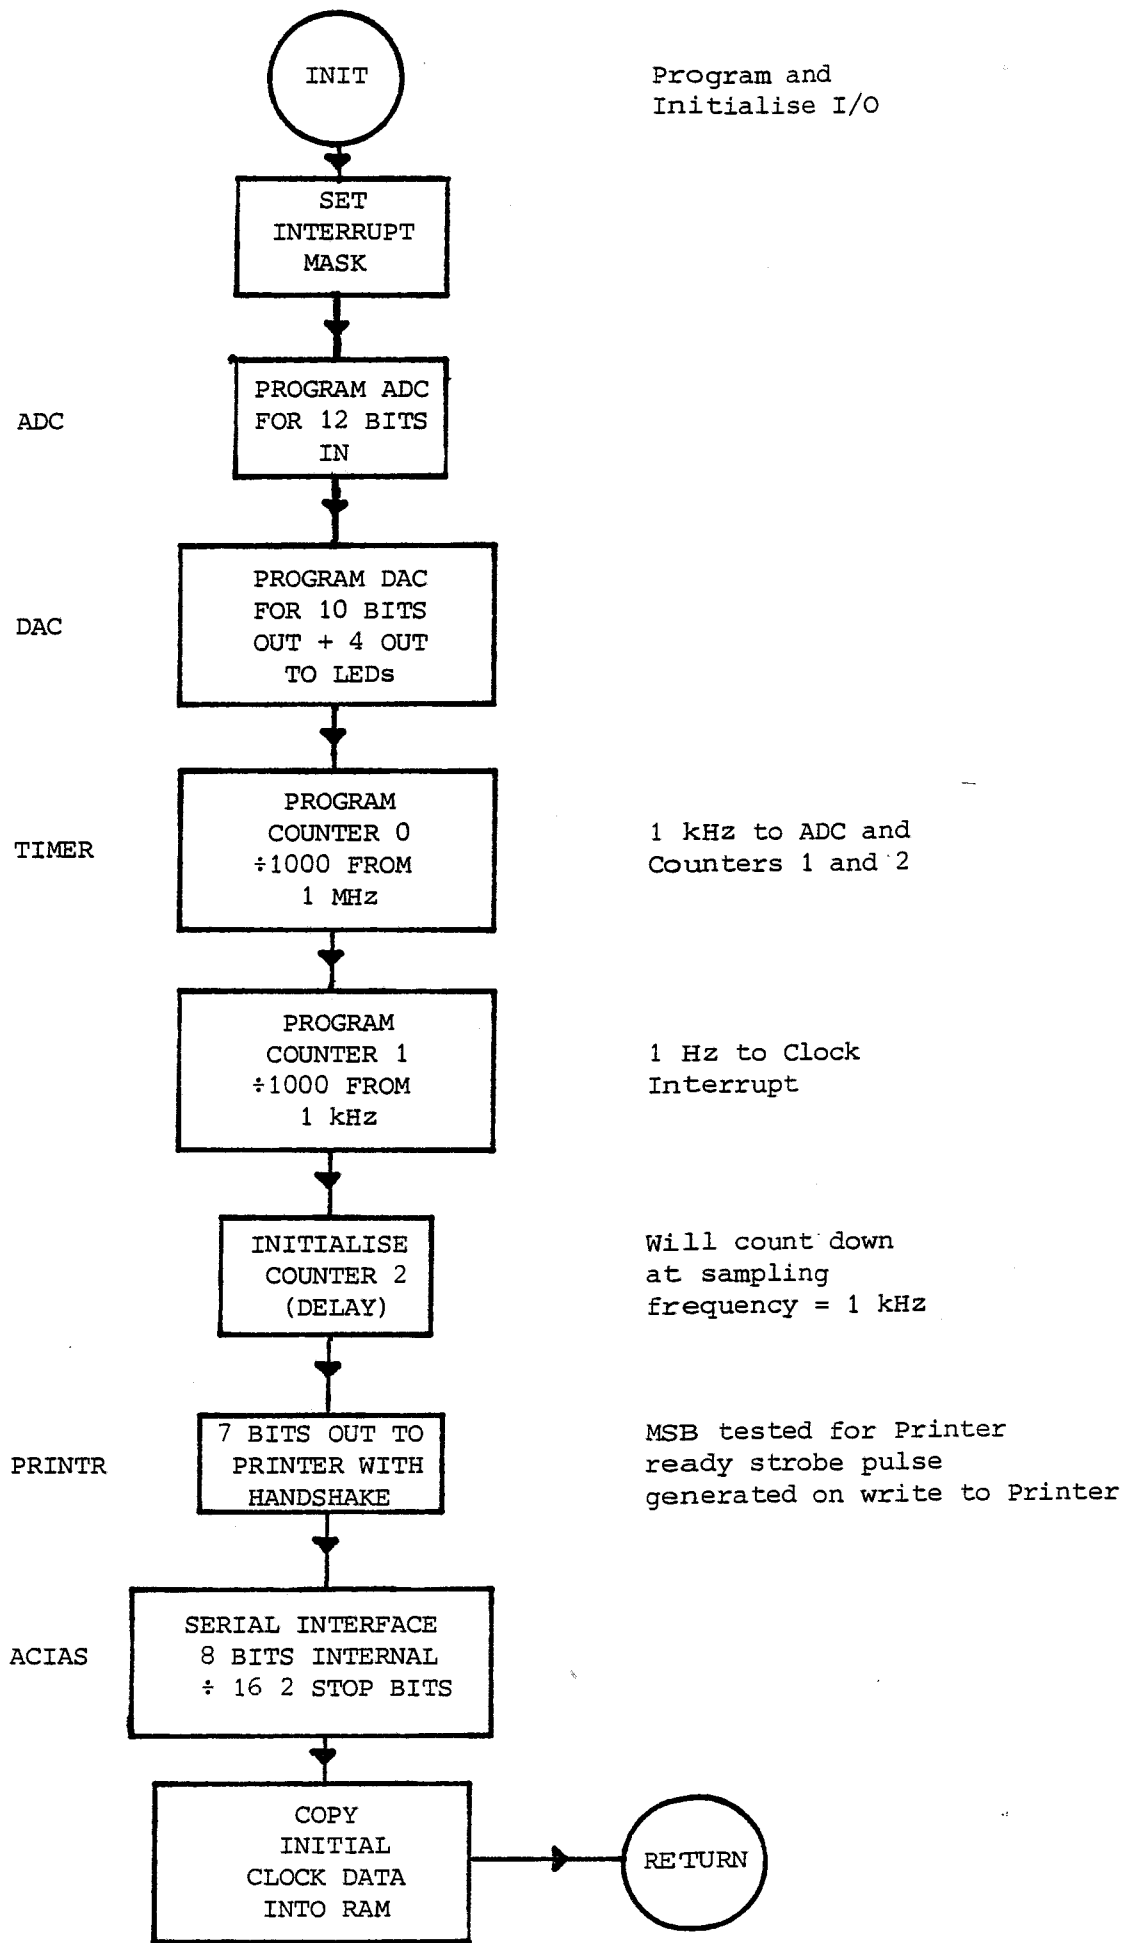 INIT
Program and
Initialise I/O
SET
INTERRUPT
MASK
ADC
PROGRAM ADC
FOR 12 BITS
IN
DAC
PROGRAM DAC
FOR 10 BITS
OUT + 4 OUT
TO LEDs
TIMER
PROGRAM
COUNTER 0
÷1000 FROM
1 MHz
1 kHz to ADC and
Counters 1 and 2
PROGRAM
COUNTER 1
÷1000 FROM
1 kHz
1 Hz to Clock
Interrupt
INITIALISE
COUNTER 2
(DELAY)
Will count down
at sampling
frequency = 1 kHz
PRINTR
7 BITS OUT TO
PRINTER WITH
HANDSHAKE
MSB tested for Printer
ready strobe pulse
generated on write to Printer
ACIAS
SERIAL INTERFACE
8 BITS INTERNAL
÷ 16 2 STOP BITS
COPY
INITIAL
CLOCK DATA
INTO RAM
RETURN